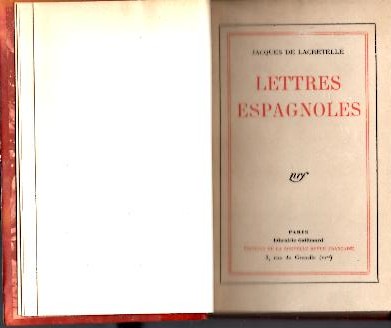 JACQUES DE LACRETELLE
LETTRES
ESPAGNOLES
nrf
PARIS
Librairie Gallimard
ÉDITIONS DE LA NOUVELLE REVUE FRANÇAISE
3, rue de Grenelle (VIme)